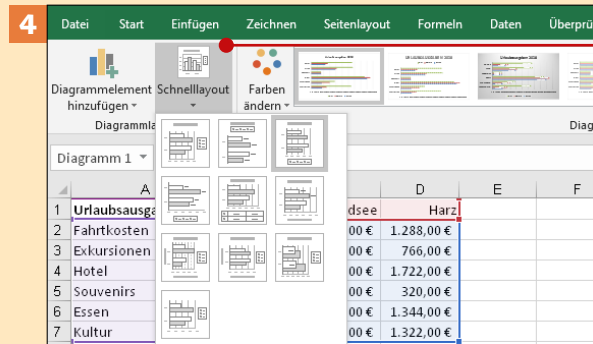 4
Datei Start Einfügen Zeichnen Seitenlayout Formeln Daten Überprü
Diagrammelement hinzufügen
Schnelllayout
Farben ändern
Diagrammla
Diag
Diagramm 1
A D E F
1 Urlaubsausga dsee Harz
2 Fahrtkosten 00 € 1.288,00 €
3 Exkursionen 00 € 766,00 €
4 Hotel 00 € 1.722,00 €
5 Souvenirs 00 € 320,00 €
6 Essen 00 € 1.344,00 €
7 Kultur 00 € 1.322,00 €